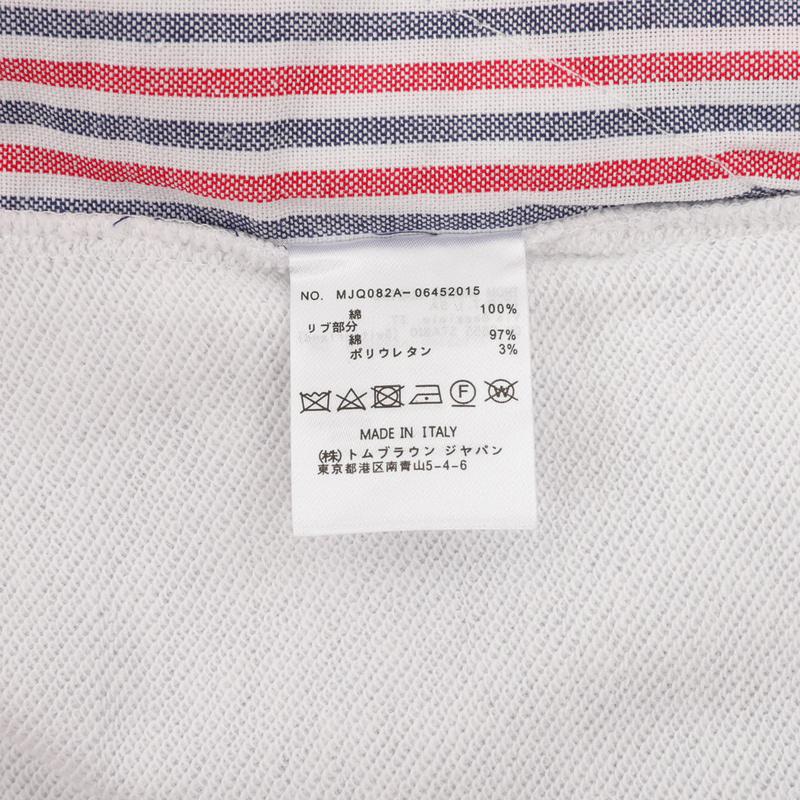 NO. MJQ082A-06452015
綿 100%
リブ部分
綿 97%
ポリウレタン 3%
F W
MADE IN ITALY
(株)トムブラウン ジャパン
東京都港区南青山5-4-6